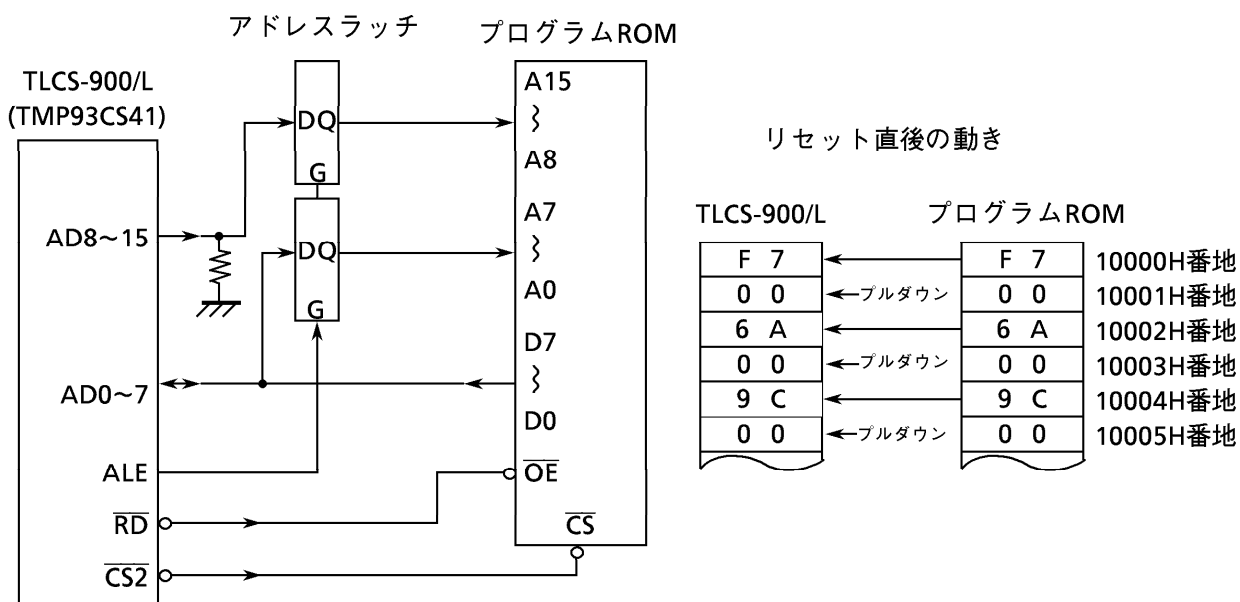 アドレスラッチ
プログラムROM
TLCS-900/L
(TMP93CS41)
A15
DQ
A8
G
A7
AD8~15
DQ
A0
G
D7
AD0~7
D0
ALE
OE
RD
CS
CS2
リセット直後の動き
TLCS-900/L プログラムROM
F 7 F 7 10000H番地
0 0 プルダウン 0 0 10001H番地
6 A 6 A 10002H番地
0 0 プルダウン 0 0 10003H番地
9 C 9 C 10004H番地
0 0 プルダウン 0 0 10005H番地